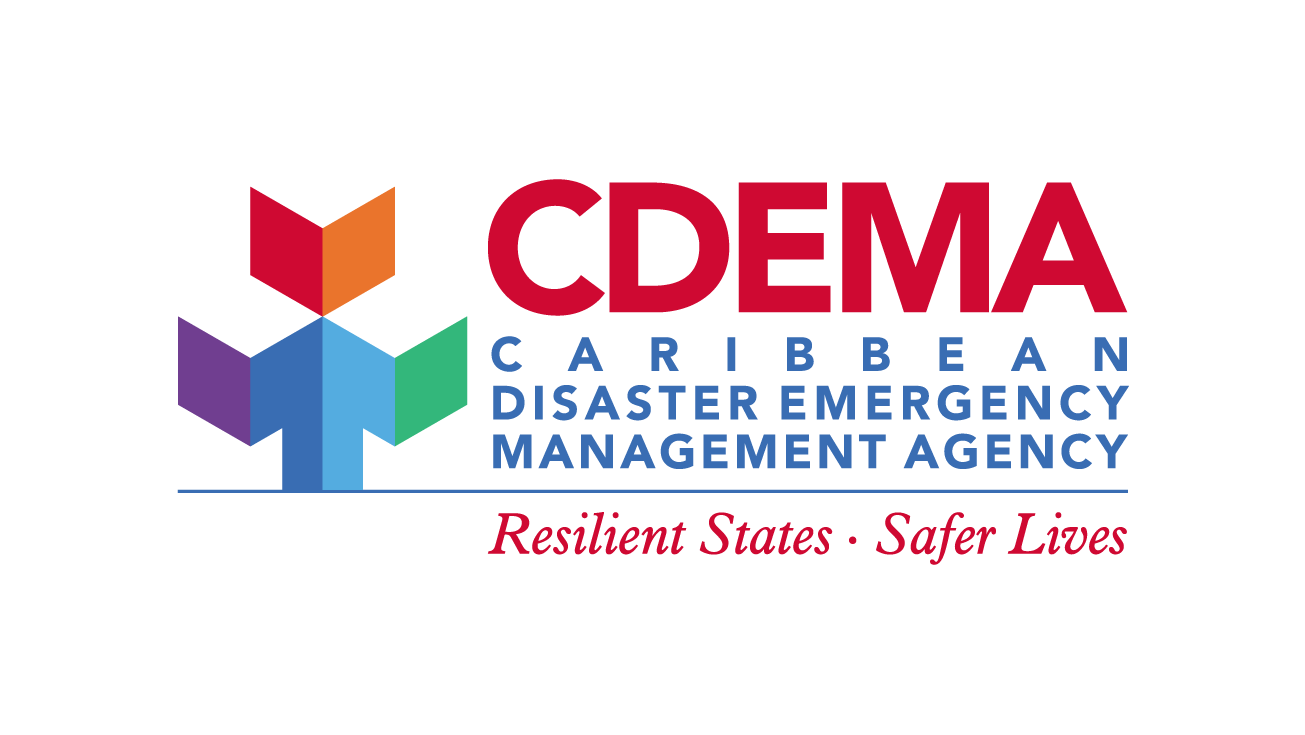 CDEMA
CARIBBEAN
DISASTER EMERGENCY
MANAGEMENT AGENCY
Resilient States · Safer Lives